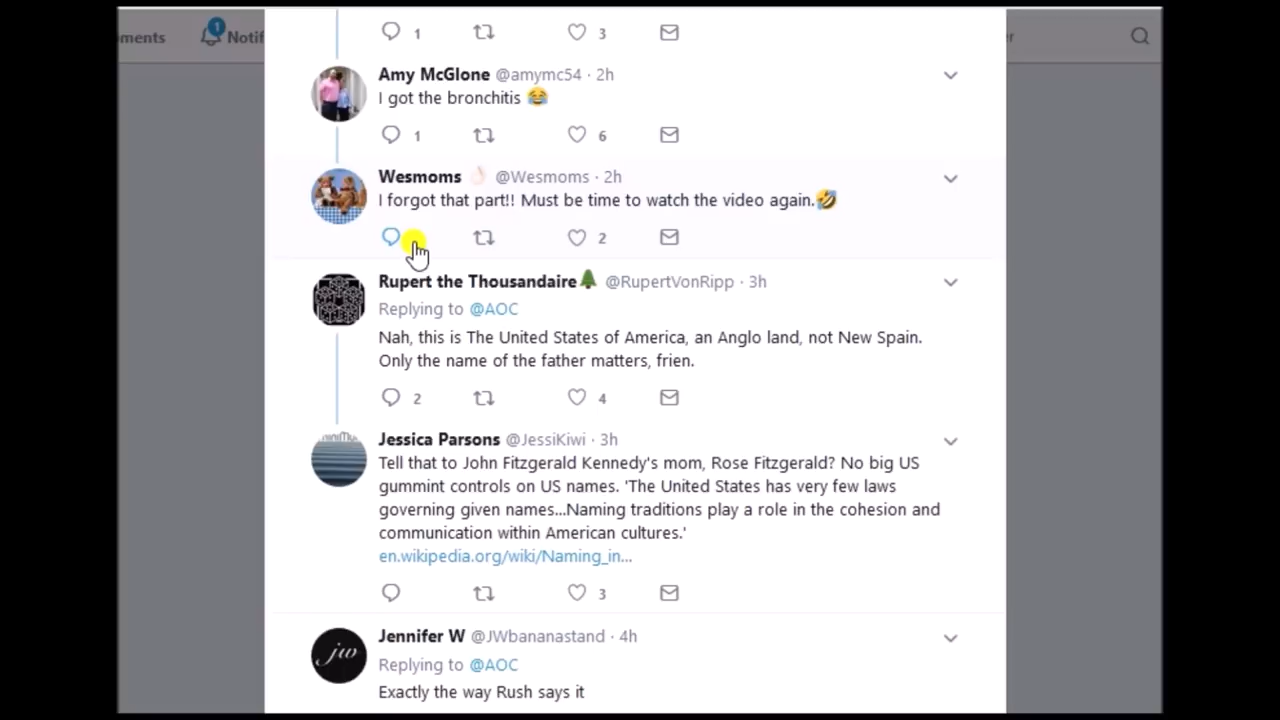 ments
1
Notif
er
1
3
Amy McGlone @amymc54 · 2h
I got the bronchitis 😂
1
6
Wesmoms @Wesmoms · 2h
I forgot that part!! Must be time to watch the video again.🤣
2
Rupert the Thousandaire🌲 @RupertVonRipp · 3h
Replying to @AOC
Nah, this is The United States of America, an Anglo land, not New Spain.
Only the name of the father matters, frien.
2
4
Jessica Parsons @JessiKiwi · 3h
Tell that to John Fitzgerald Kennedy's mom, Rose Fitzgerald? No big US
gummint controls on US names. 'The United States has very few laws
governing given names...Naming traditions play a role in the cohesion and
communication within American cultures.'
en.wikipedia.org/wiki/Naming_in...
3
Jennifer W @JWbananastand · 4h
jw
Replying to @AOC
Exactly the way Rush says it